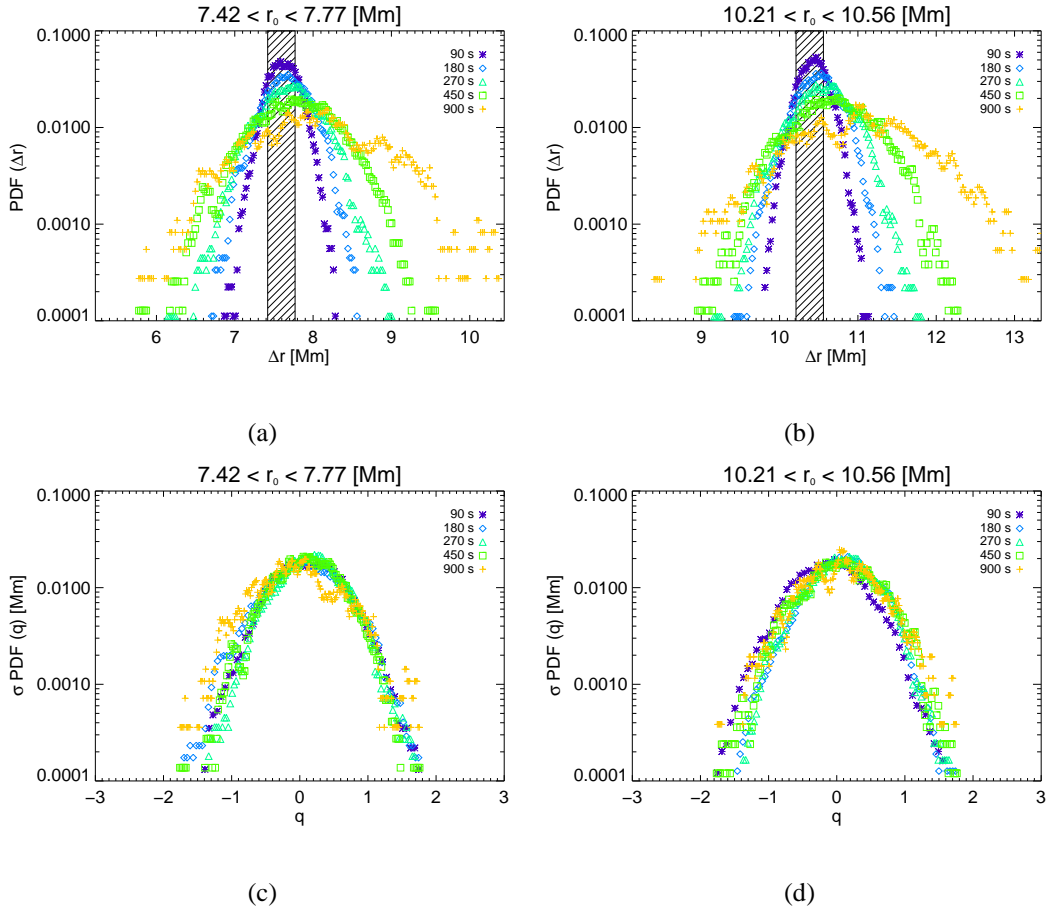 7.42 < r₀ < 7.77 [Mm]
PDF (Δr)
0.1000
0.0100
0.0010
0.0001
90 s
180 s
270 s
450 s
900 s
6 7 8 9 10
Δr [Mm]
(a)
10.21 < r₀ < 10.56 [Mm]
PDF (Δr)
0.1000
0.0100
0.0010
0.0001
90 s
180 s
270 s
450 s
900 s
9 10 11 12 13
Δr [Mm]
(b)
7.42 < r₀ < 7.77 [Mm]
σ PDF (q) [Mm]
0.1000
0.0100
0.0010
0.0001
90 s
180 s
270 s
450 s
900 s
−3 −2 −1 0 1 2 3
q
(c)
10.21 < r₀ < 10.56 [Mm]
σ PDF (q) [Mm]
0.1000
0.0100
0.0010
0.0001
90 s
180 s
270 s
450 s
900 s
−3 −2 −1 0 1 2 3
q
(d)